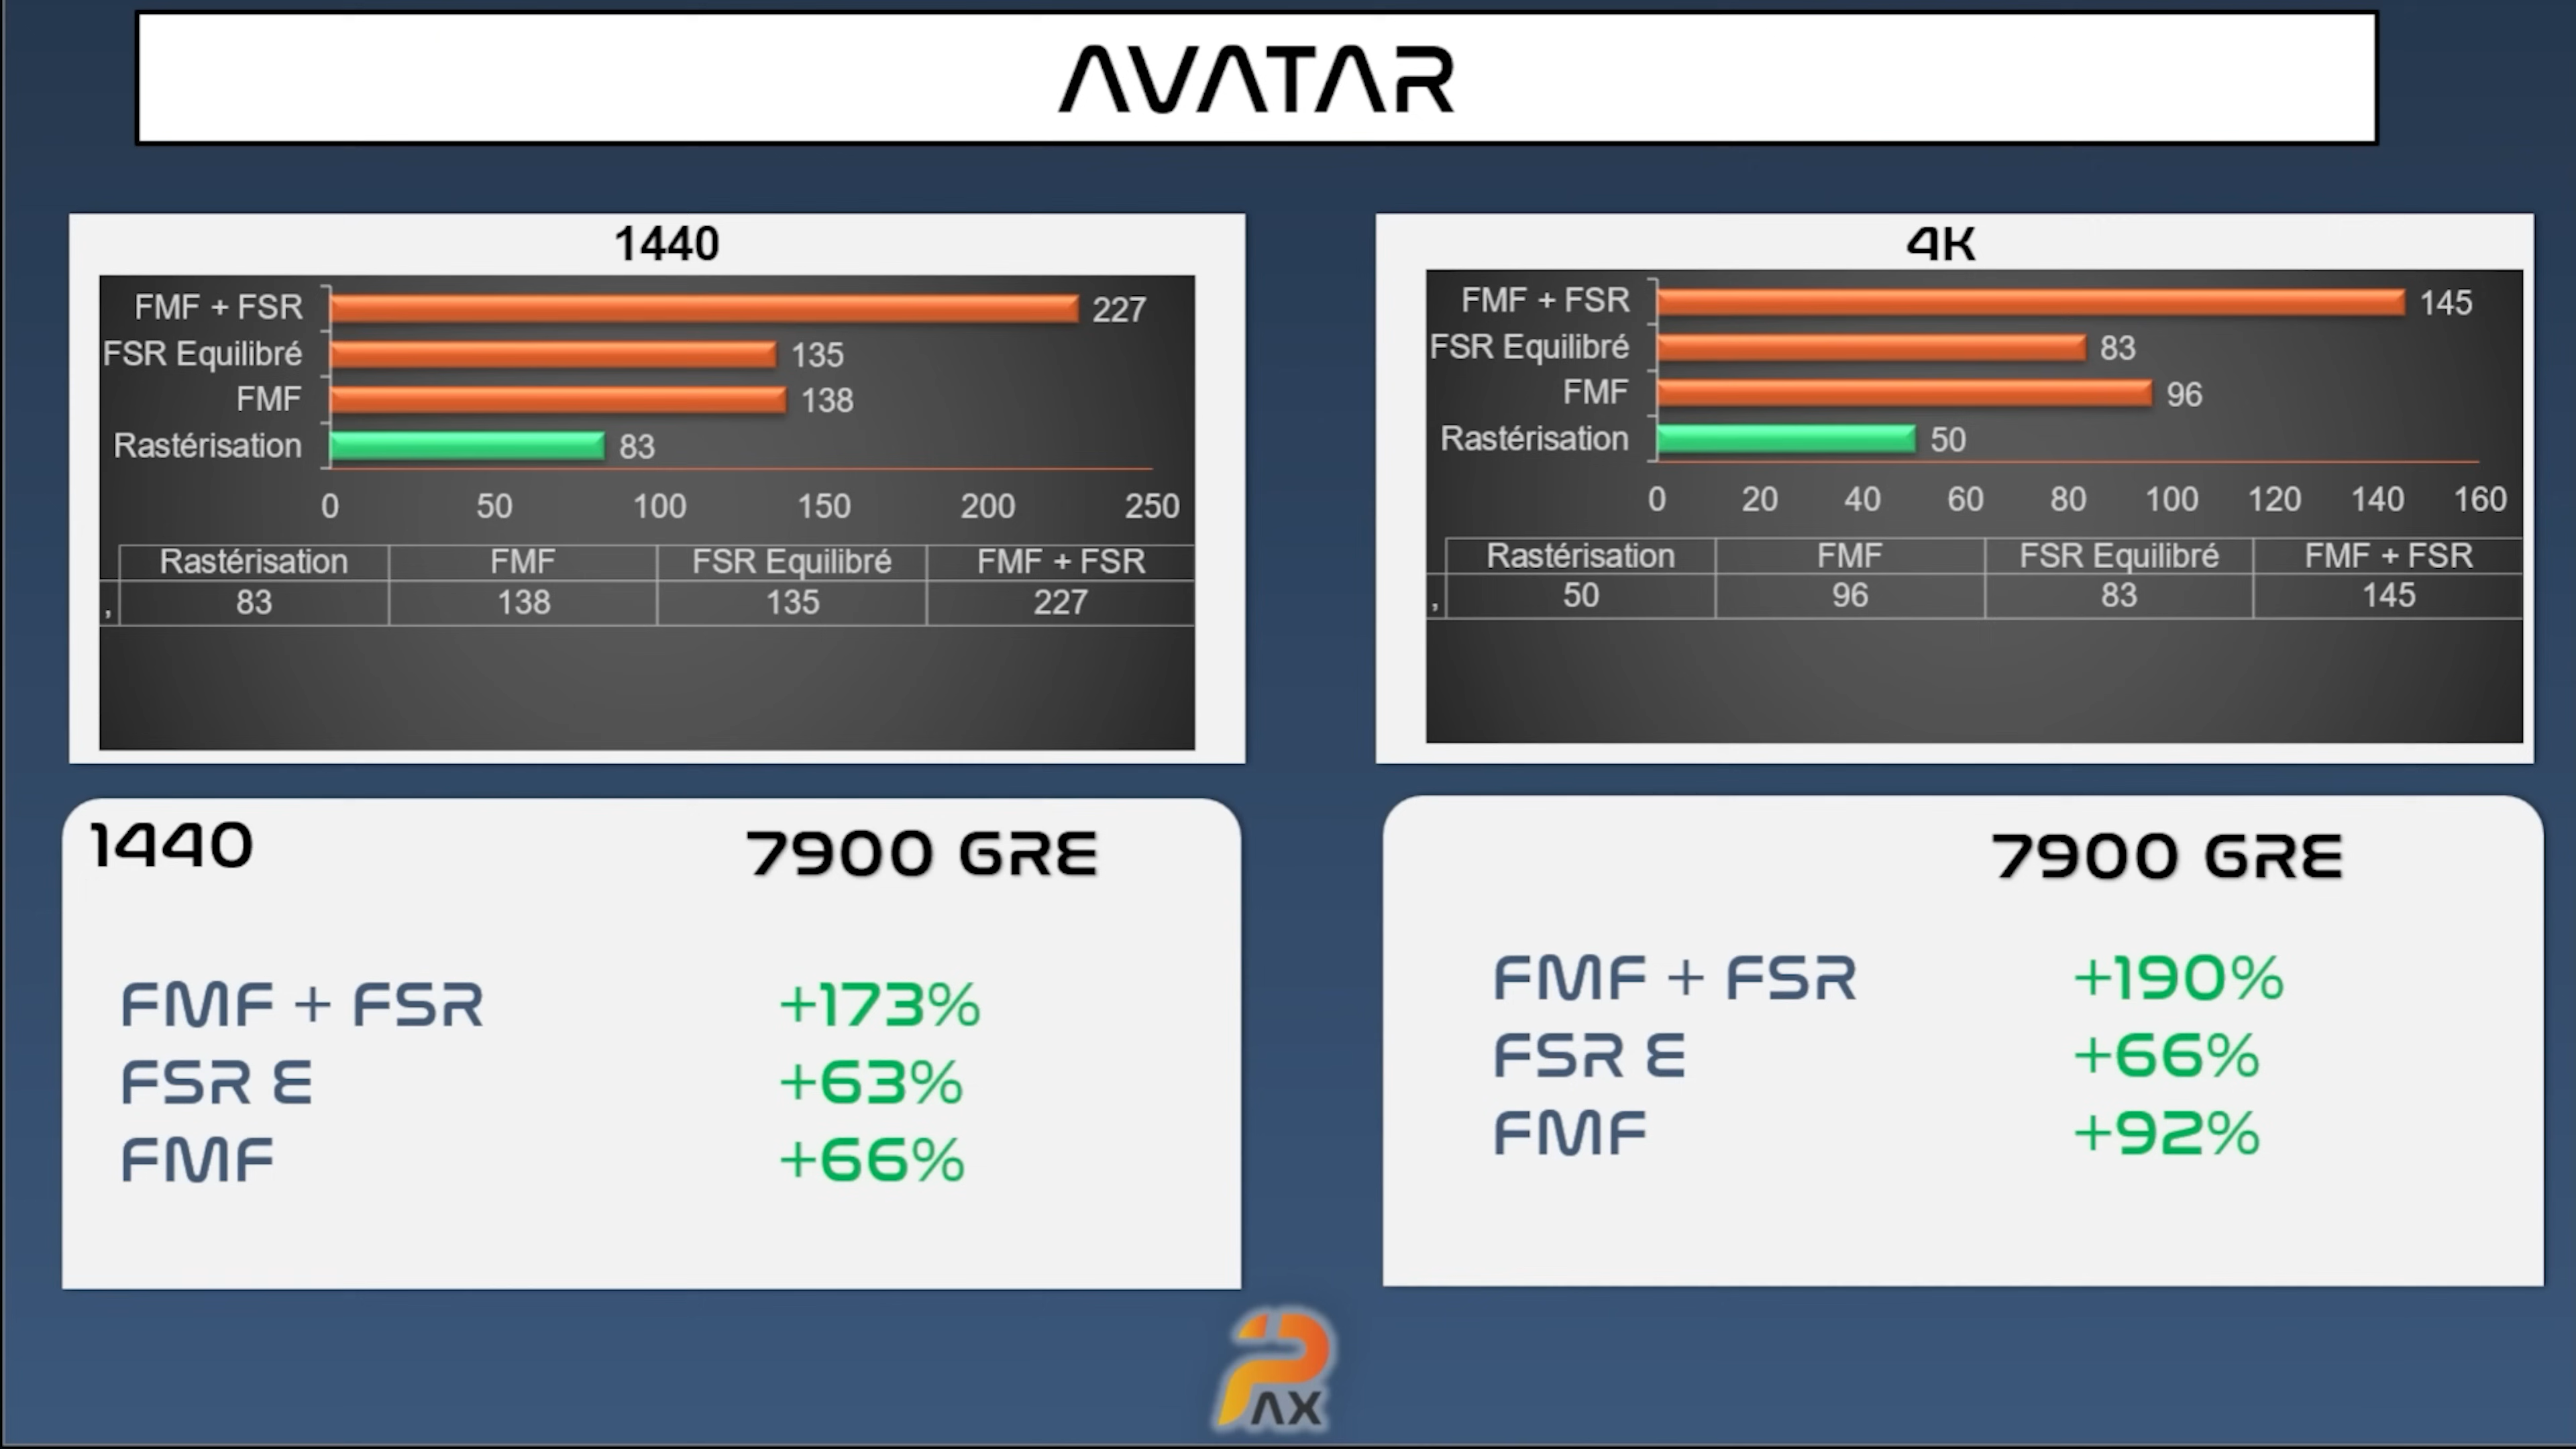 AVATAR
1440
FMF + FSR 227
FSR Equilibré 135
FMF 138
Rastérisation 83
0 50 100 150 200 250
Rastérisation FMF FSR Equilibré FMF + FSR
, 83 138 135 227
4K
FMF + FSR 145
FSR Equilibré 83
FMF 96
Rastérisation 50
0 20 40 60 80 100 120 140 160
Rastérisation FMF FSR Equilibré FMF + FSR
, 50 96 83 145
1440 7900 GRE
FMF + FSR +173%
FSR E +63%
FMF +66%
7900 GRE
FMF + FSR +190%
FSR E +66%
FMF +92%
PAX